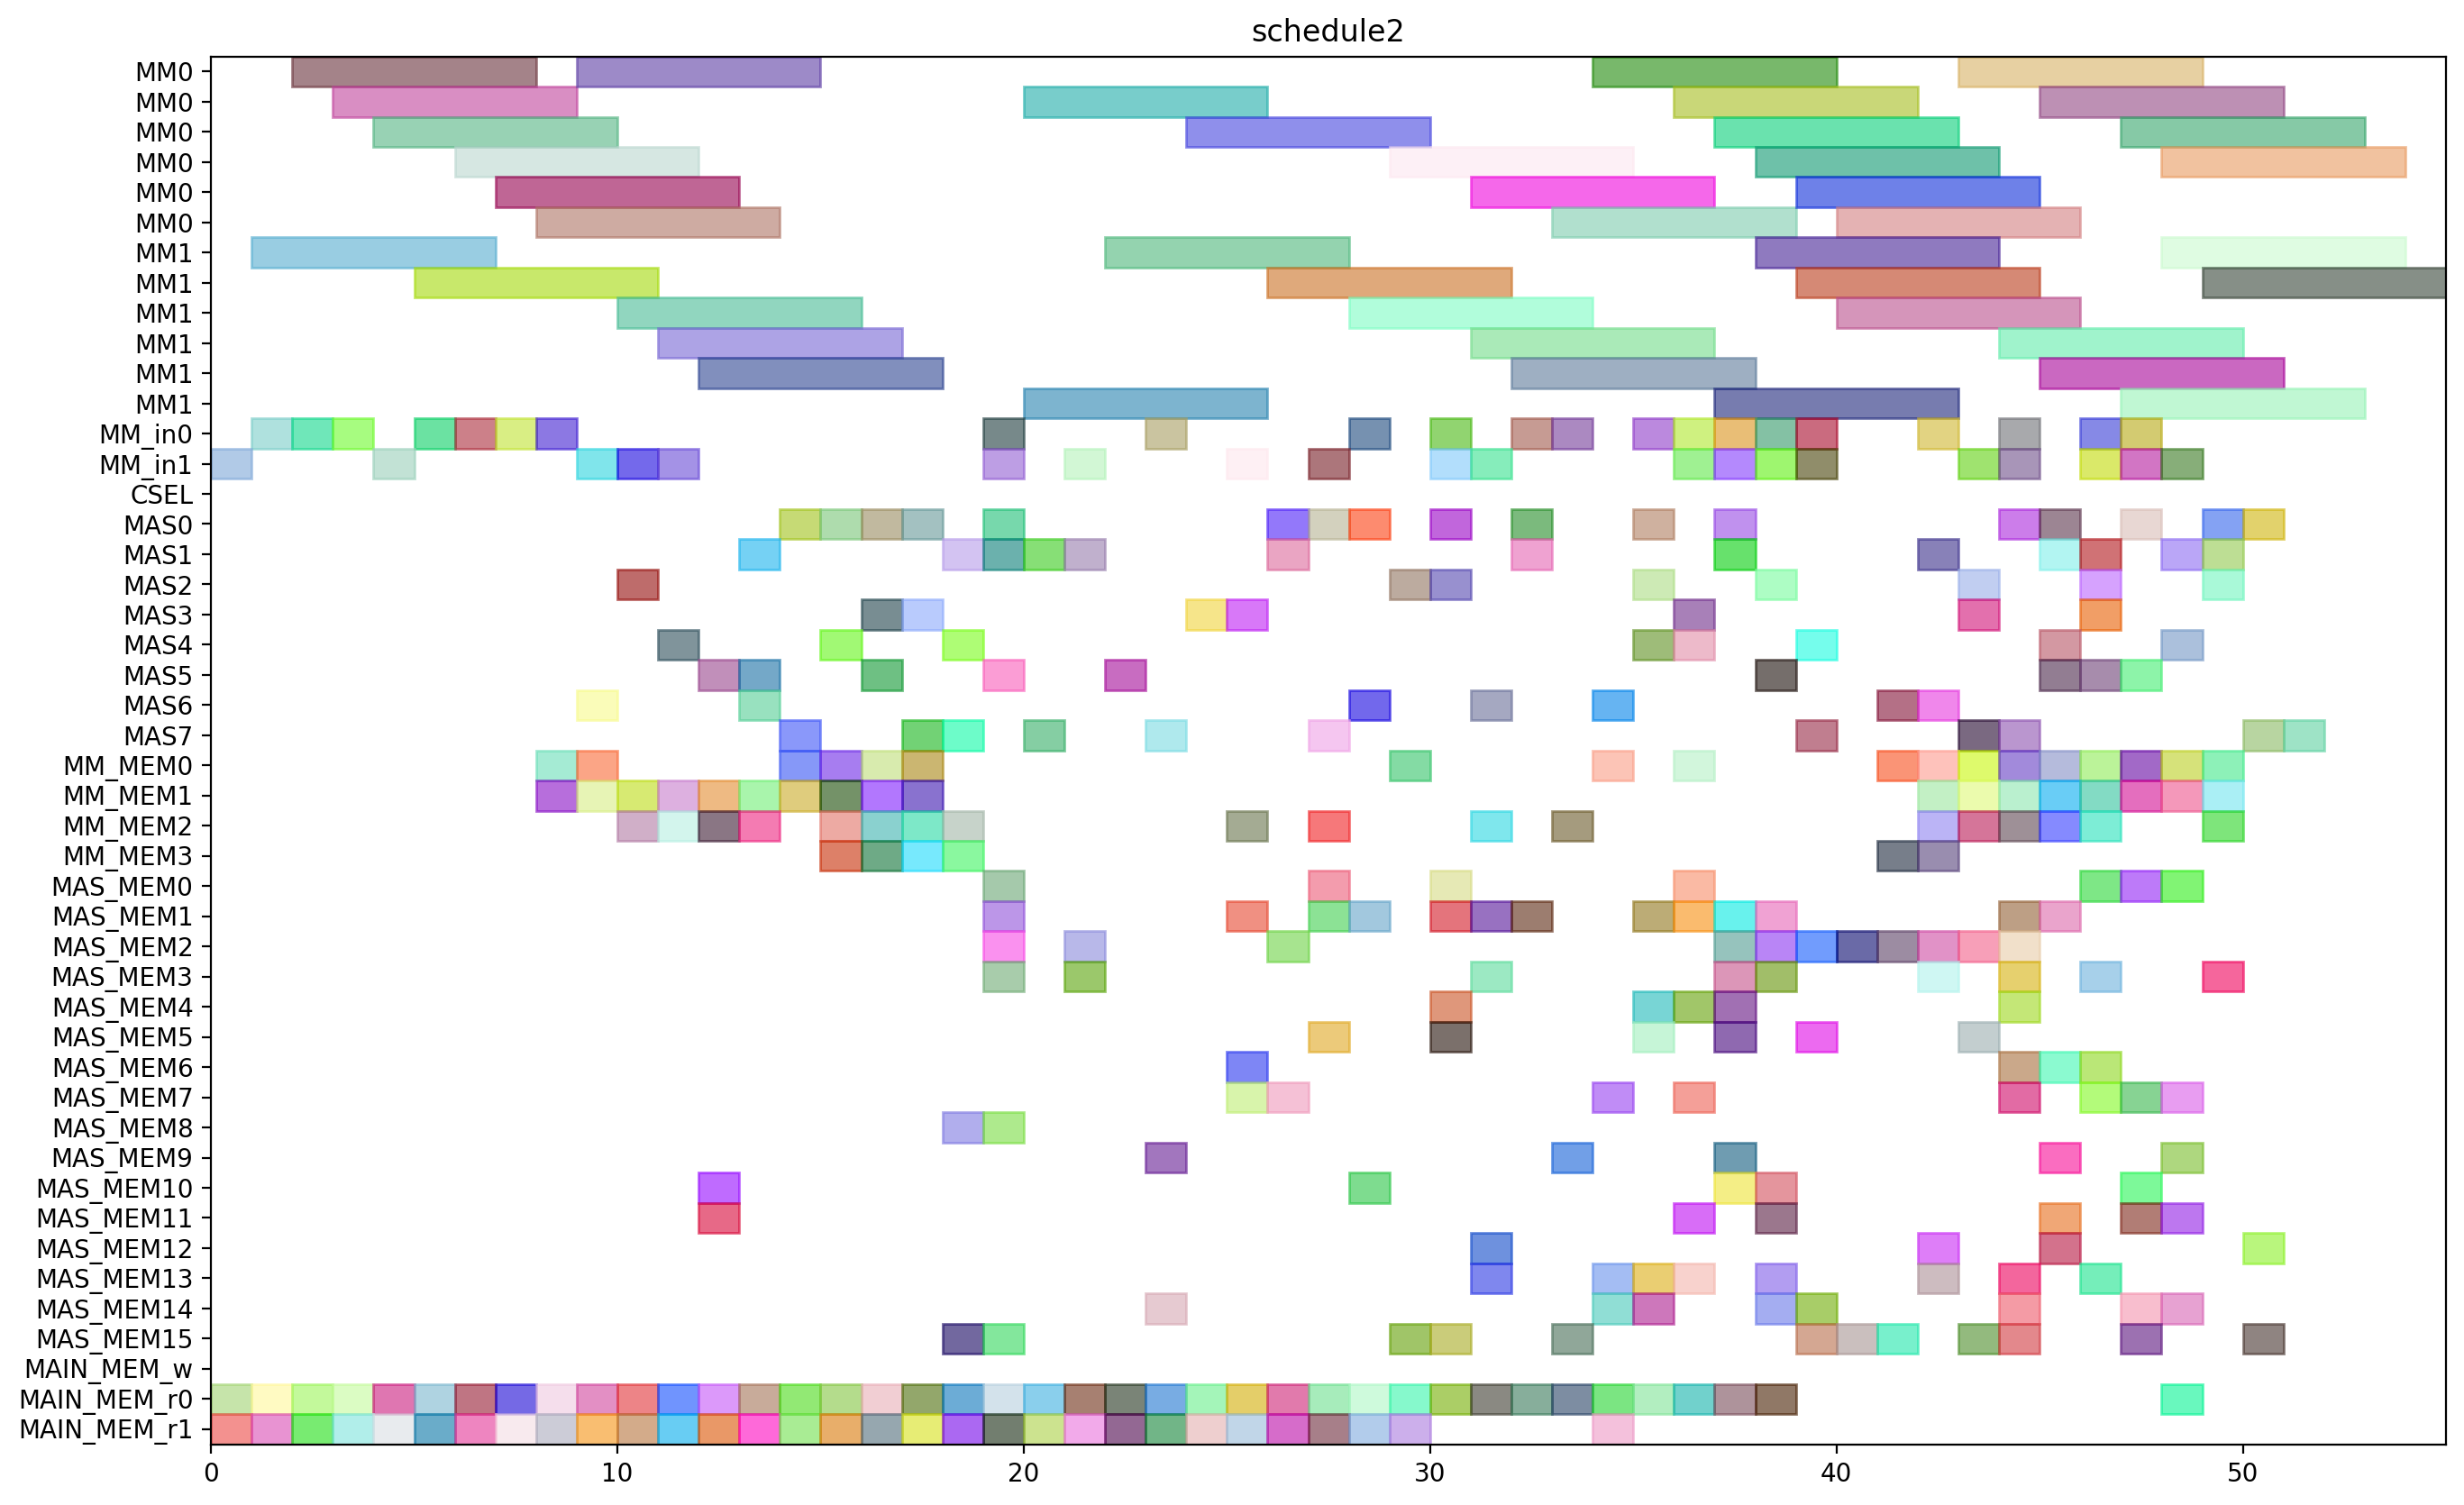 schedule2
MM0
MM0
MM0
MM0
MM0
MM0
MM1
MM1
MM1
MM1
MM1
MM1
MM_in0
MM_in1
CSEL
MAS0
MAS1
MAS2
MAS3
MAS4
MAS5
MAS6
MAS7
MM_MEM0
MM_MEM1
MM_MEM2
MM_MEM3
MAS_MEM0
MAS_MEM1
MAS_MEM2
MAS_MEM3
MAS_MEM4
MAS_MEM5
MAS_MEM6
MAS_MEM7
MAS_MEM8
MAS_MEM9
MAS_MEM10
MAS_MEM11
MAS_MEM12
MAS_MEM13
MAS_MEM14
MAS_MEM15
MAIN_MEM_w
MAIN_MEM_r0
MAIN_MEM_r1
0 10 20 30 40 50